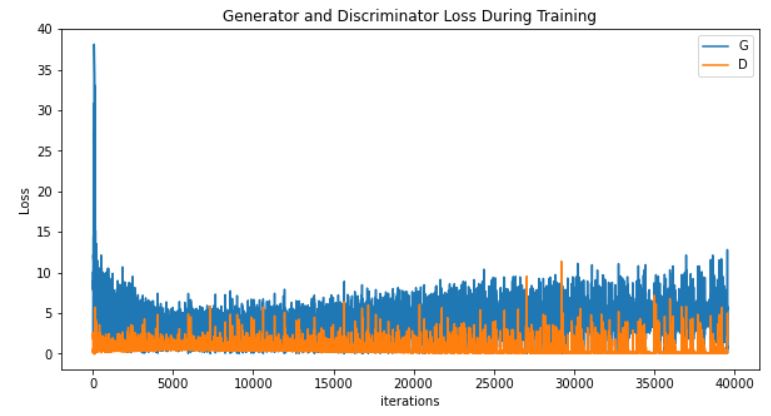 Generator and Discriminator Loss During Training
G
D
40
35
30
25
20
15
10
5
0
Loss
0 5000 10000 15000 20000 25000 30000 35000 40000
iterations